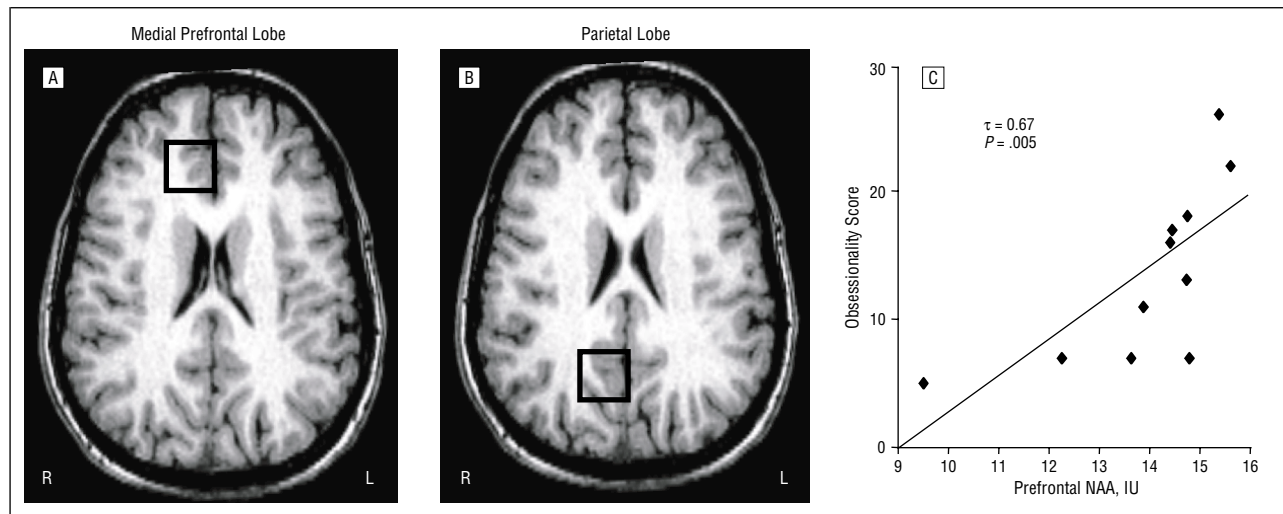 Medial Prefrontal Lobe
A
R
L
Parietal Lobe
B
R
L
C
τ = 0.67
P = .005
Obsessionality Score
30
20
10
0
9
10
11
12
13
14
15
16
Prefrontal NAA, IU